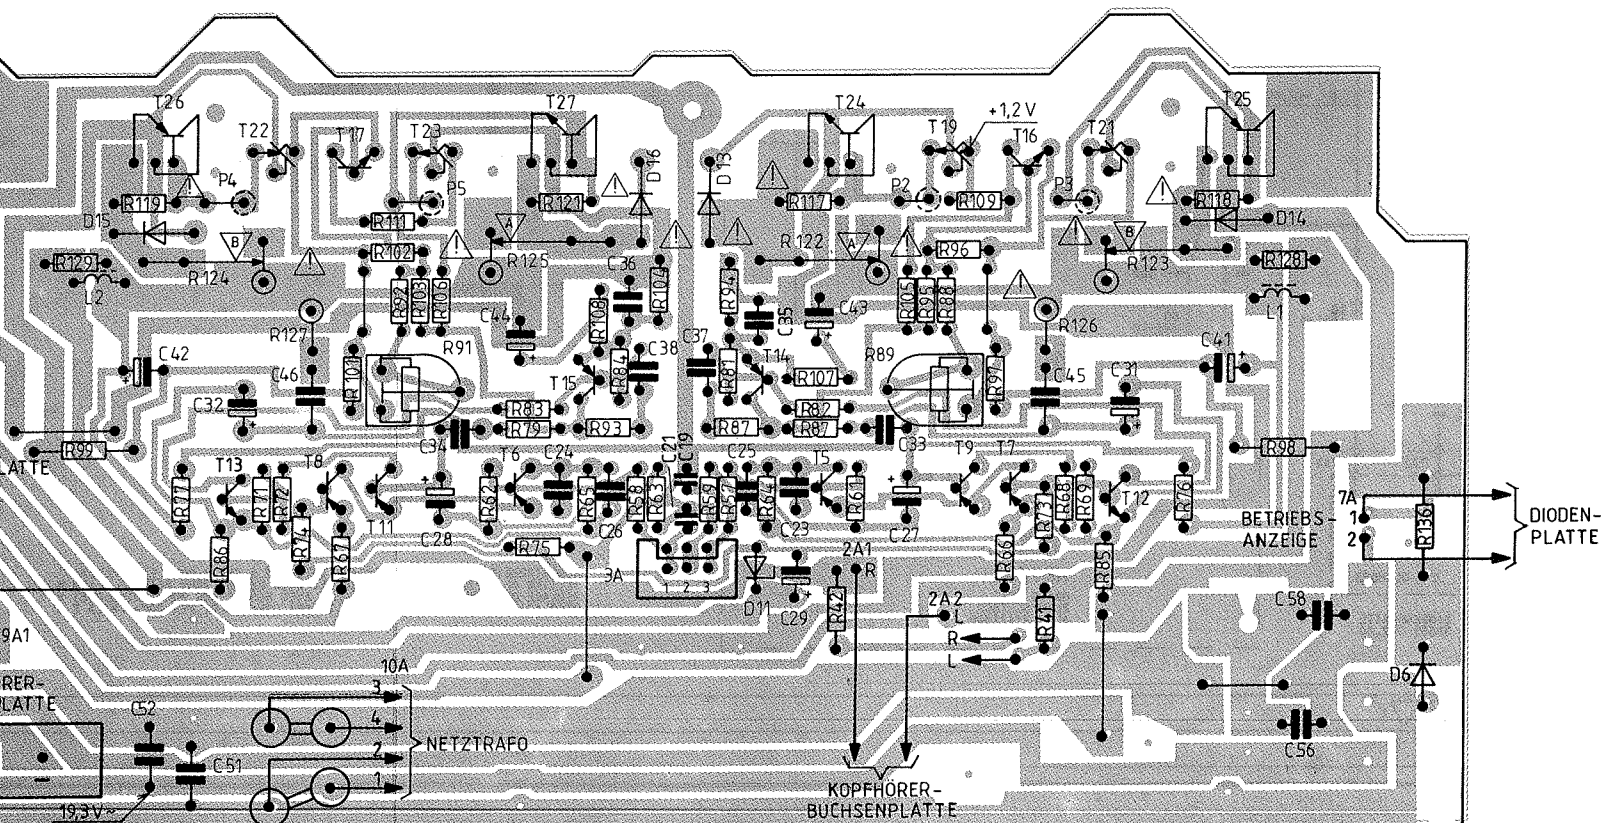 T26
T22
T17
T23
T27
T24
T19
+1,2 V
T16
T21
T25
D16
D13
R119
P4
P5
R121
R117
P2
R109
P3
R118
D15
R111
D14
B
A
A
B
R129
R124
R102
R125
C36
R104
R94
R122
R96
R123
R128
L2
R92
R103
R106
R108
C35
C43
R105
R95
R88
L1
C44
R127
R91
C37
R89
R126
C42
R101
T15
R84
C38
R81
T14
R107
R97
C41
C46
C45
C31
C32
R83
R82
R79
R93
R87
R87
C34
C33
R99
R98
LATTE
T13
T8
T6
C24
C21
C19
C25
T5
T9
T7
R77
R71
R72
R62
R65
R58
R63
R59
R57
R64
R61
R73
R68
R69
T12
R76
7A
1
2
BETRIEBS-
ANZEIGE
R136
DIODEN-
PLATTE
T11
C28
C26
C23
C27
R74
R86
R67
R75
R66
R85
3A
1 2 3
D11
C29
2A1
R
R42
2A2
L
R
L
R41
C58
9A1
10A
RER-
LATTE
3
4
2
1
NETZTRAFO
D6
C52
C51
C56
19,3V~
KOPFHÖRER-
BUCHSENPLATTE